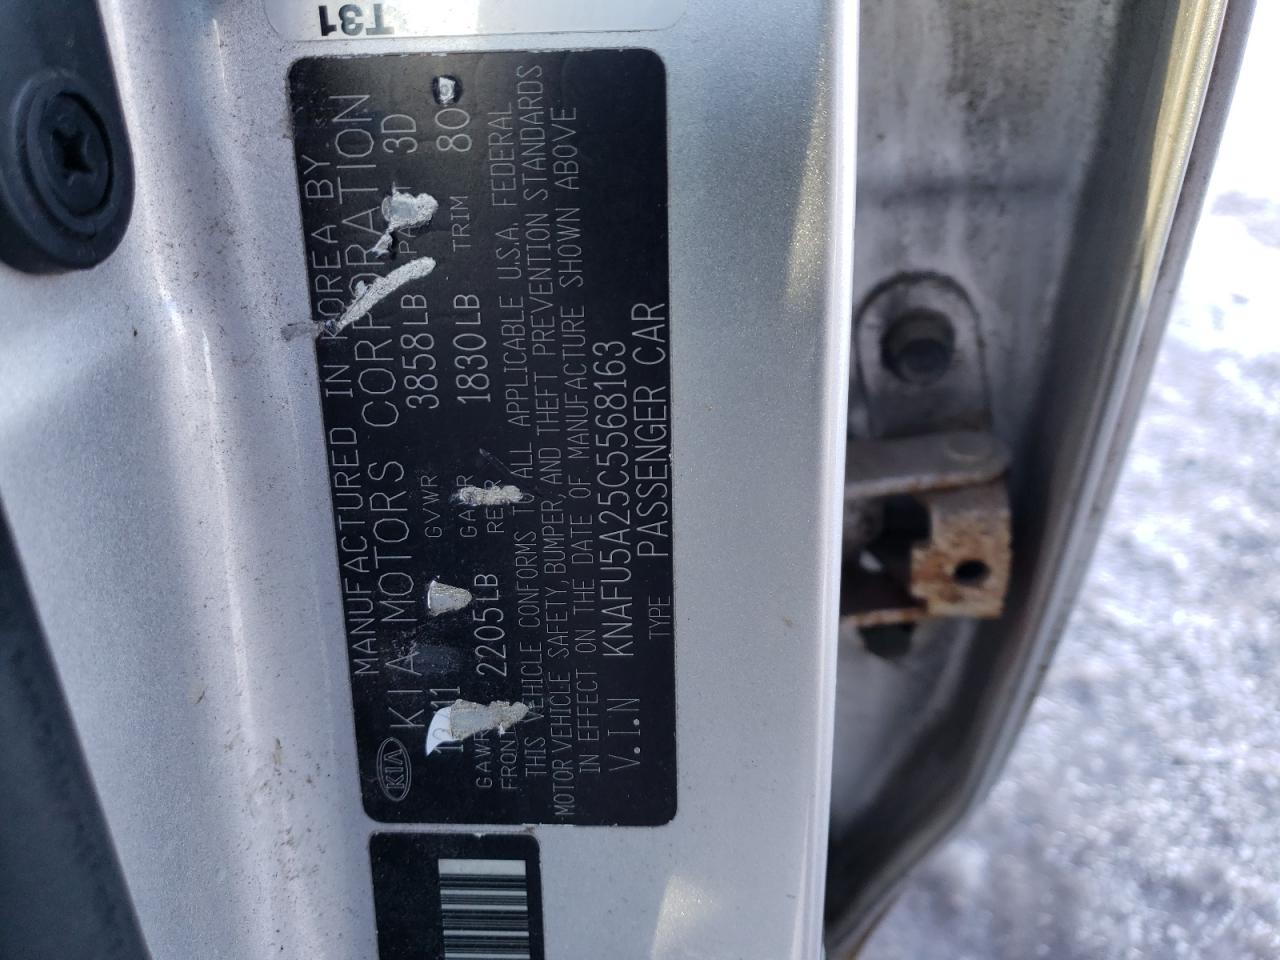 T31
MANUFACTURED IN KOREA BY
KIA KIA MOTORS CORPORATION
GVWR 3858LB 3D
GAWR FRONT 2205LB GAWR REAR 1830LB TRIM 80
THIS VEHICLE CONFORMS TO ALL APPLICABLE U.S.A. FEDERAL
MOTOR VEHICLE SAFETY, BUMPER, AND THEFT PREVENTION STANDARDS
IN EFFECT ON THE DATE OF MANUFACTURE SHOWN ABOVE
V.I.N KNAFU5A25C5568163
TYPE PASSENGER CAR